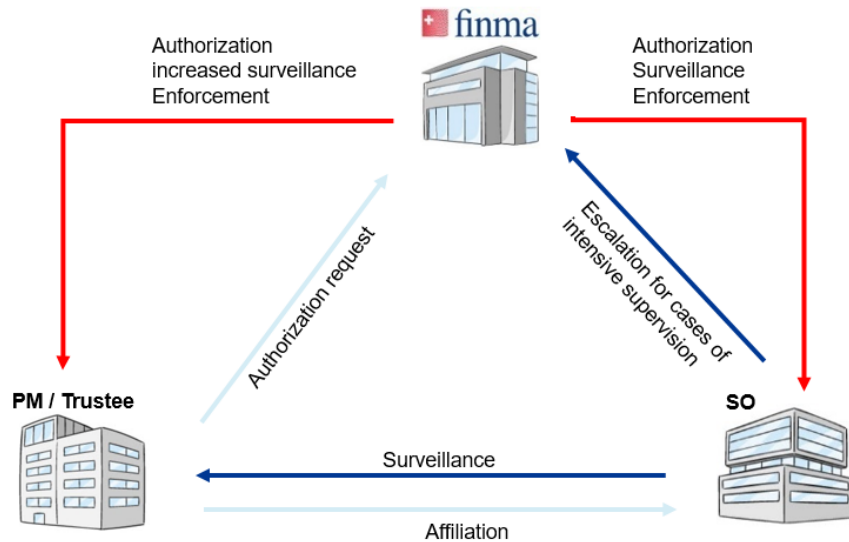 finma
Authorization
increased surveillance
Enforcement
Authorization
Surveillance
Enforcement
Authorization request
Escalation for cases of
intensive supervision
PM / Trustee
SO
Surveillance
Affiliation